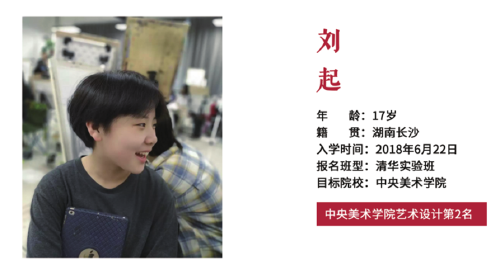 刘
起
年 龄：17岁
籍 贯：湖南长沙
入学时间：2018年6月22日
报名班型：清华实验班
目标院校：中央美术学院
中央美术学院艺术设计第2名